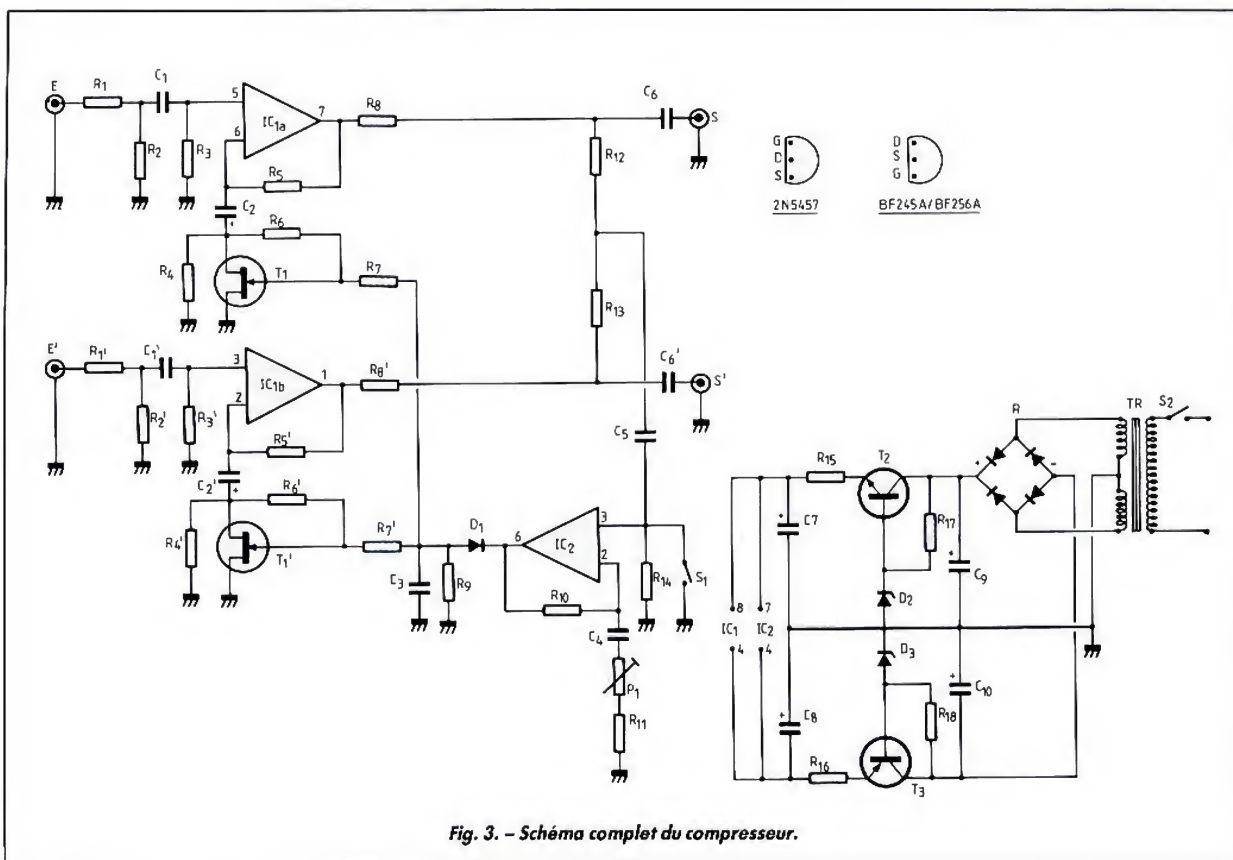 E R1 C1 5 IC1a 7 R8 C6 S
6
R2 R3 R5 R12
C2 +
R6
R4 T1 R7
R13
E' R1' C1' 3 IC1b 1 R8' C6' S'
2
R2' R3' R5'
C2' +
R6' C5
R4' T1' R7' D1 6 IC2 3
2
C3 R9 R10 R14 S1
C4
P1
R11
G
D
S
2N5457
D
S
G
BF245A/BF256A
R15 T2 R TR S2
+ -
+ C7 R17 + C9
D2
8 7
IC1 IC2
4 4
D3
+ C8 R18 + C10
R16 T3
Fig. 3. – Schéma complet du compresseur.